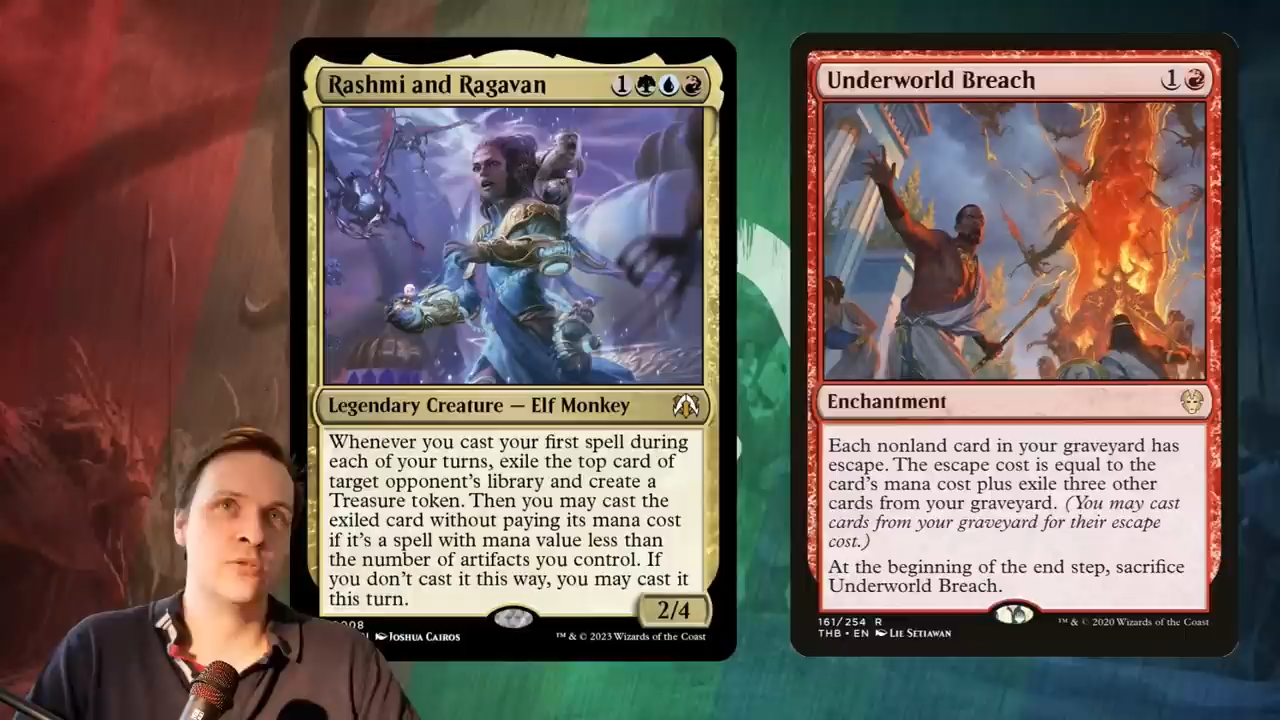 Rashmi and Ragavan 1
Legendary Creature — Elf Monkey
Whenever you cast your first spell during
each of your turns, exile the top card of
target opponent's library and create a
Treasure token. Then you may cast the
exiled card without paying its mana cost
if it's a spell with mana value less than
the number of artifacts you control. If
you don't cast it this way, you may cast it
this turn.
2/4
Joshua Cairos
™ & © 2023 Wizards of the Coast
Underworld Breach 1
Enchantment
Each nonland card in your graveyard has
escape. The escape cost is equal to the
card's mana cost plus exile three other
cards from your graveyard. (You may cast
cards from your graveyard for their escape
cost.)
At the beginning of the end step, sacrifice
Underworld Breach.
161/254 R
THB • EN Lie Setiawan
™ & © 2020 Wizards of the Coast